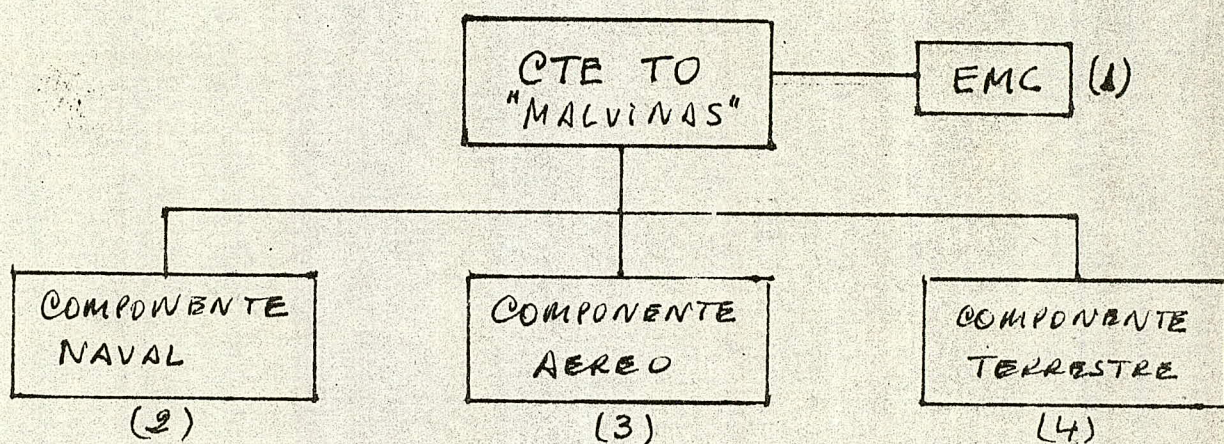 CTE TO
"MALVINAS"
EMC (1)
COMPONENTE
NAVAL
(2)
COMPONENTE
AEREO
(3)
COMPONENTE
TERRESTRE
(4)